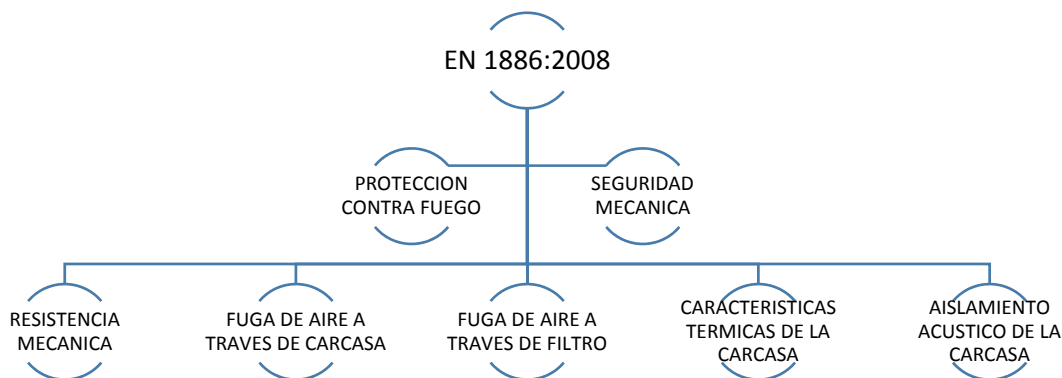 EN 1886:2008
PROTECCION
CONTRA FUEGO
SEGURIDAD
MECANICA
RESISTENCIA
MECANICA
FUGA DE AIRE A
TRAVES DE CARCASA
FUGA DE AIRE A
TRAVES DE FILTRO
CARACTERISTICAS
TERMICAS DE LA
CARCASA
AISLAMIENTO
ACUSTICO DE LA
CARCASA